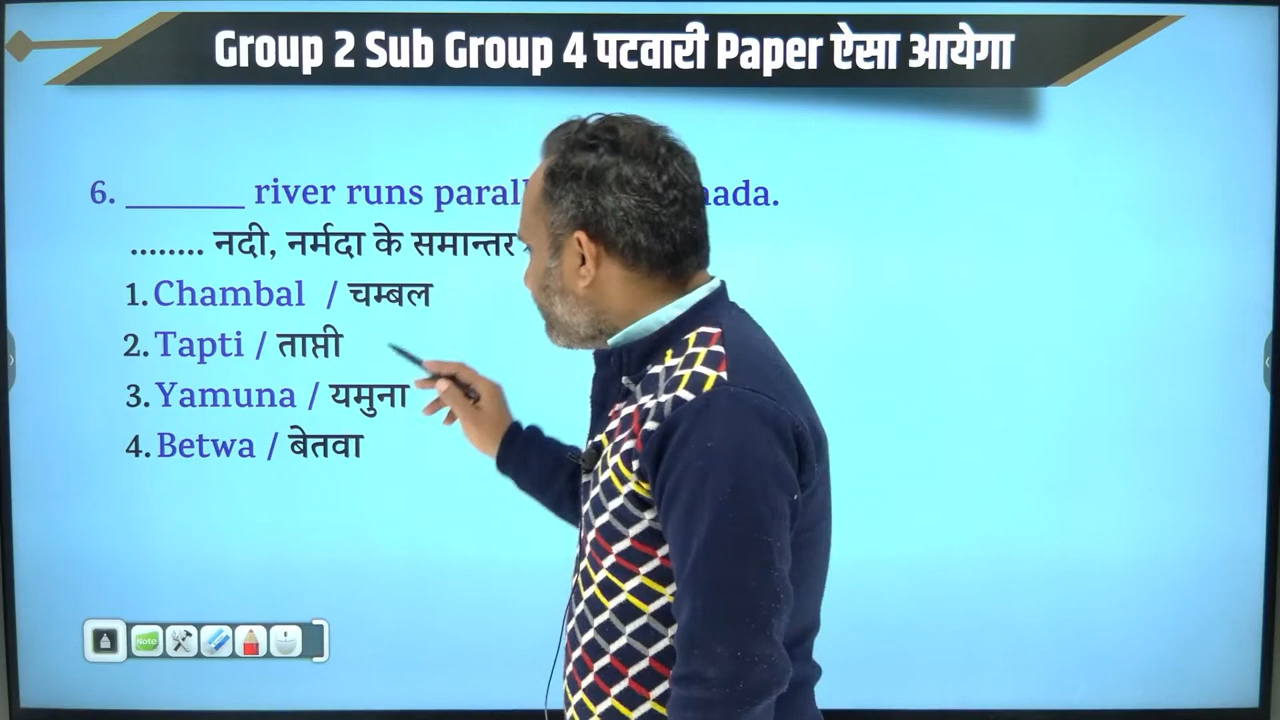 Group 2 Sub Group 4 पटवारी Paper ऐसा आयेगा
6. ______ river runs parall nada.
........ नदी, नर्मदा के समान्तर
1. Chambal / चम्बल
2. Tapti / ताप्ती
3. Yamuna / यमुना
4. Betwa / बेतवा
Note